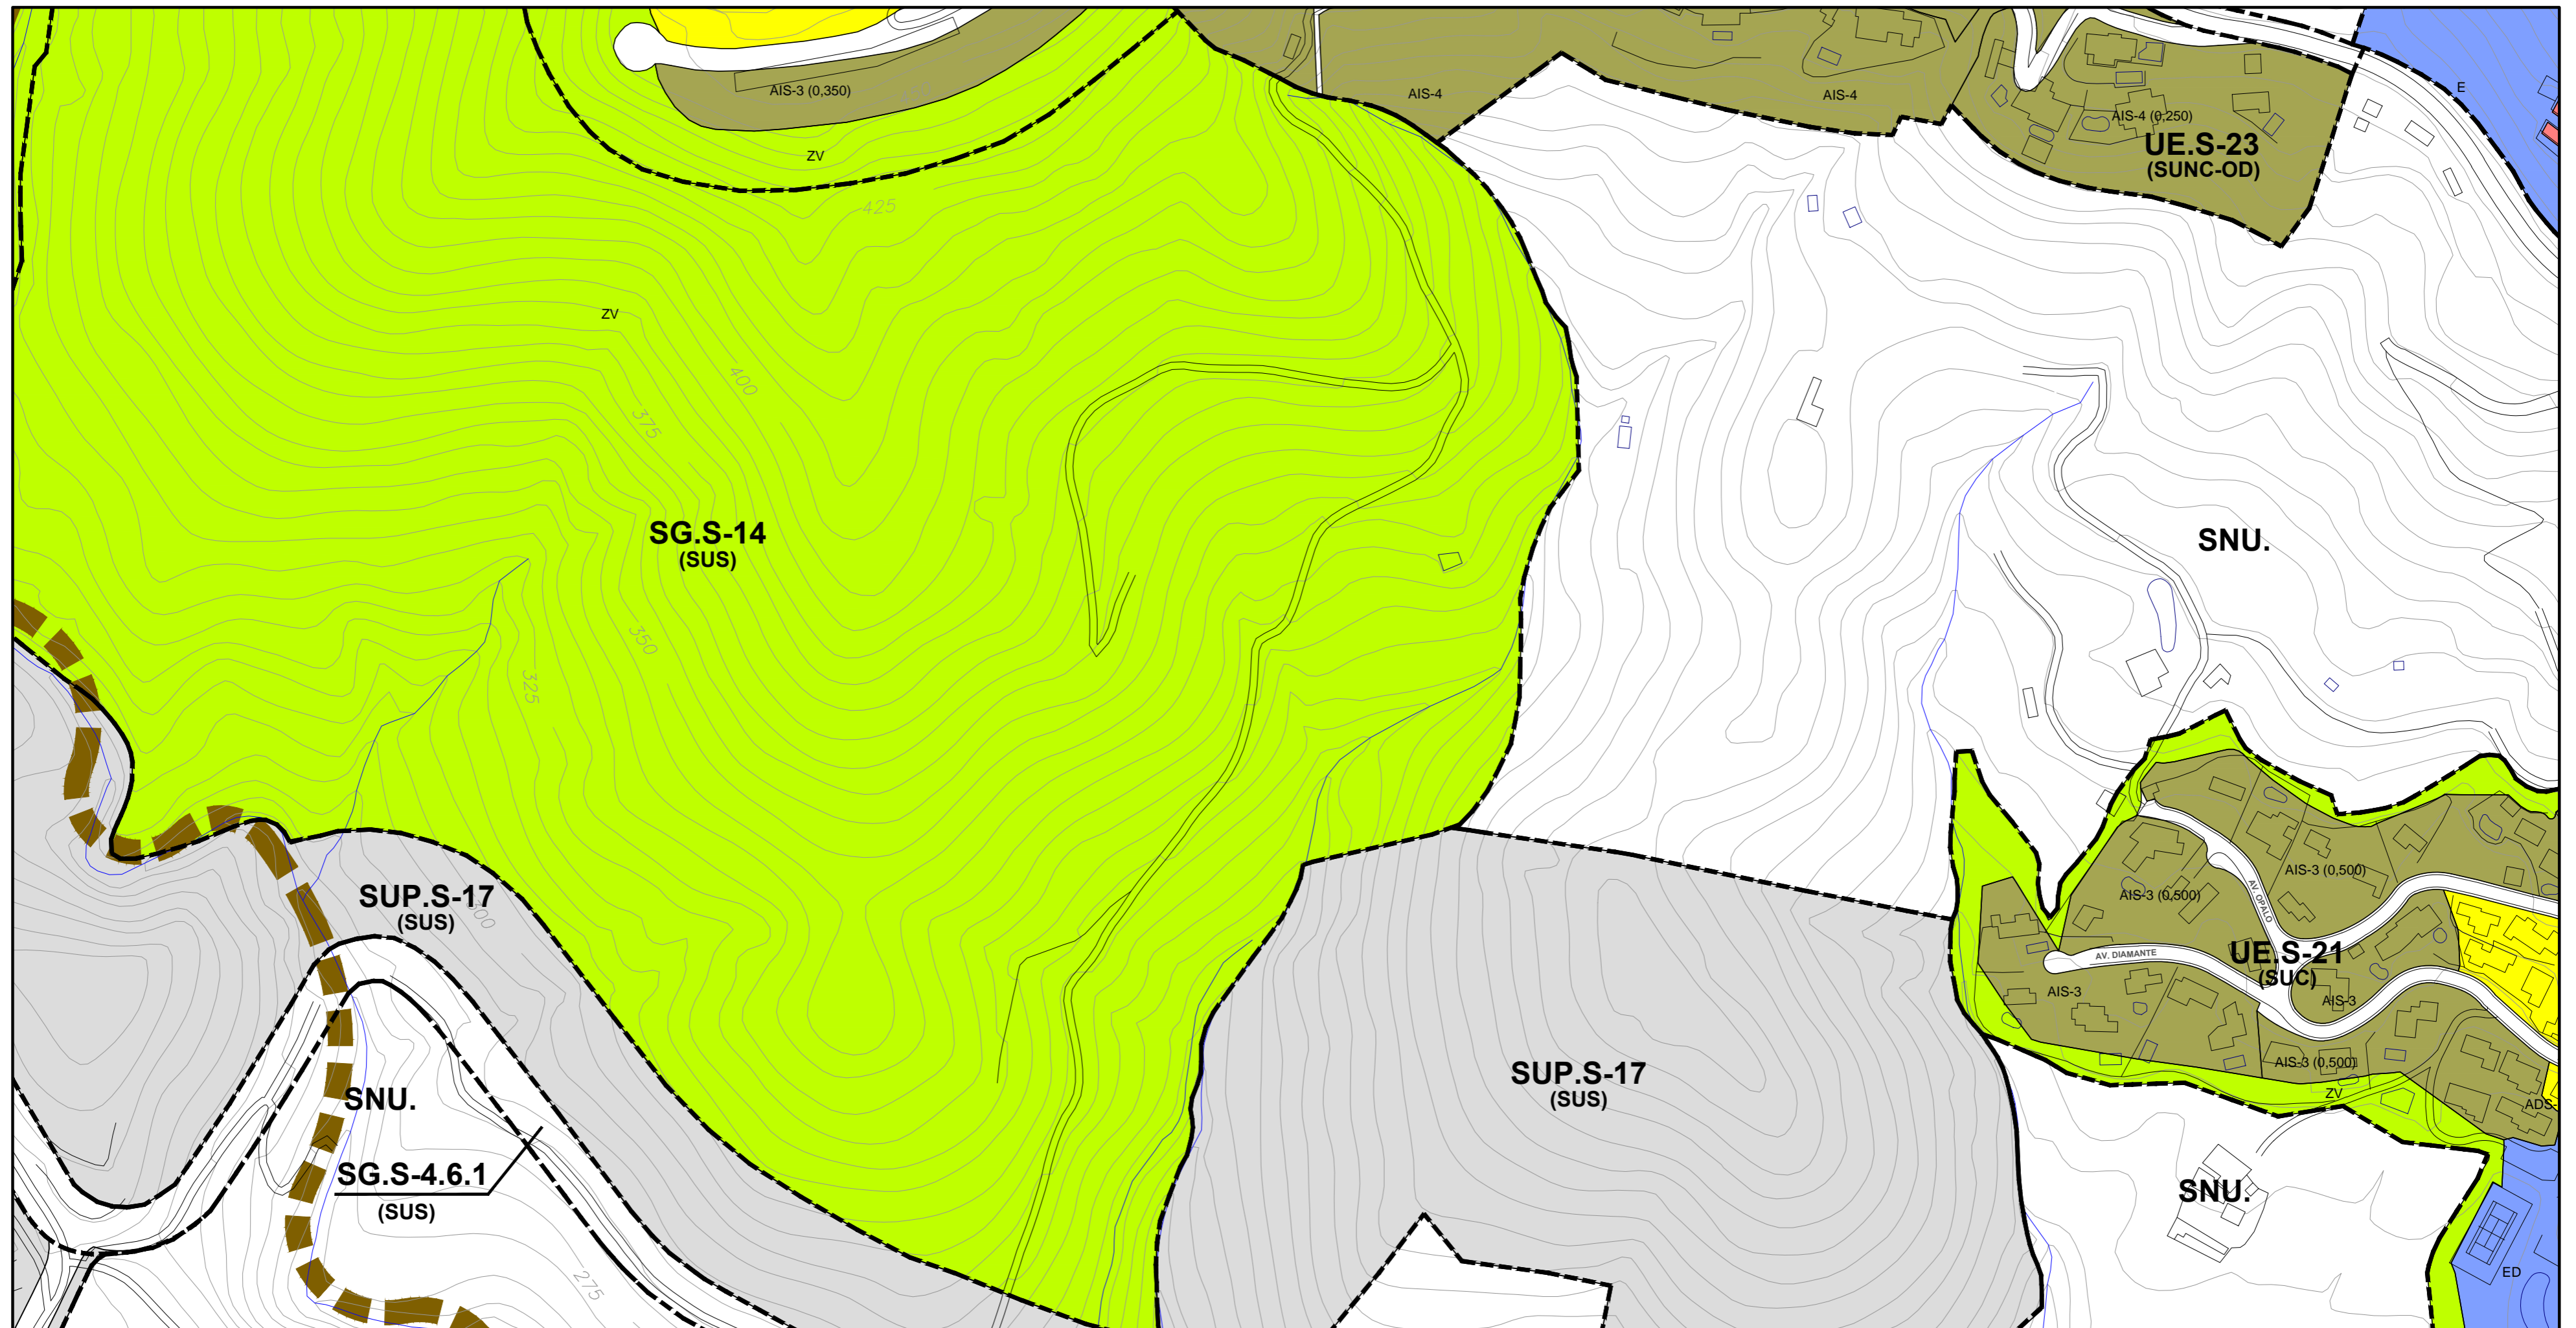 AIS-3 (0,350)
450
AIS-4
AIS-4
E
AIS-4 (0,250)
UE.S-23
(SUNC-OD)
ZV
425
ZV
400
375
SG.S-14
(SUS)
SNU.
350
325
SUP.S-17
(SUS)
300
AIS-3 (0,500)
AIS-3 (0,500)
AV. OPALO
AV. DIAMANTE
UE.S-21
(SUC)
AIS-3
AIS-3
SUP.S-17
(SUS)
AIS-3 (0,500)
ZV
ADS-
SNU.
SG.S-4.6.1
(SUS)
SNU.
275
ED